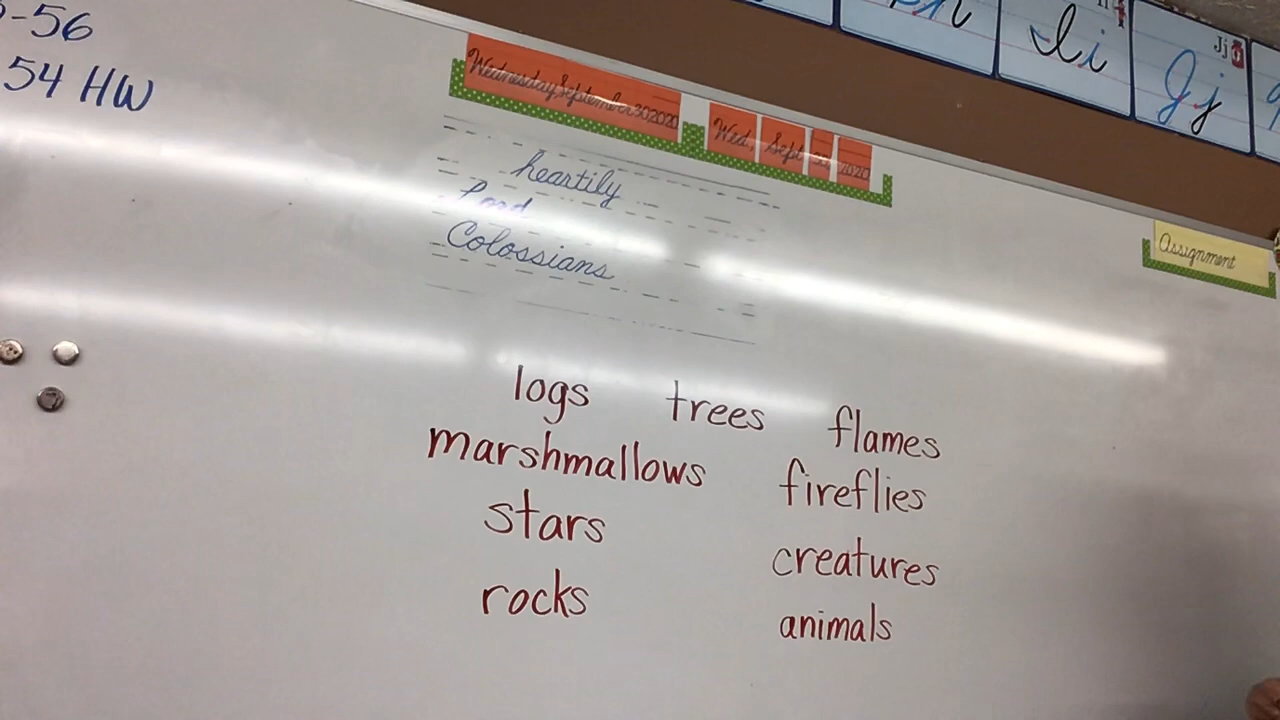 -56
54 HW
Wednesday September 30 2020
Wed. Sept. 30 2020
heartily
Lord
Colossians
Assignment
Ii
Jj
Jj
logs trees flames
marshmallows fireflies
stars
creatures
rocks
animals